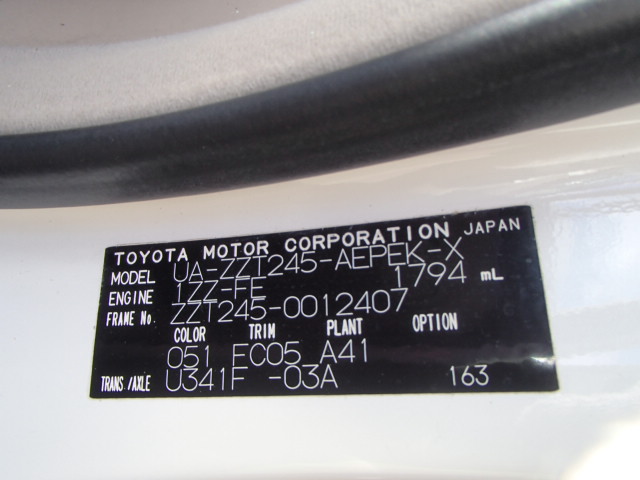 TOYOTA MOTOR CORPORATION JAPAN
MODEL UA-ZZT245-AEPEK-X
ENGINE 1ZZ-FE 1794 mL
FRAME No. ZZT245-0012407
COLOR TRIM PLANT OPTION
051 FC05 A41
TRANS./AXLE U341F -03A 163